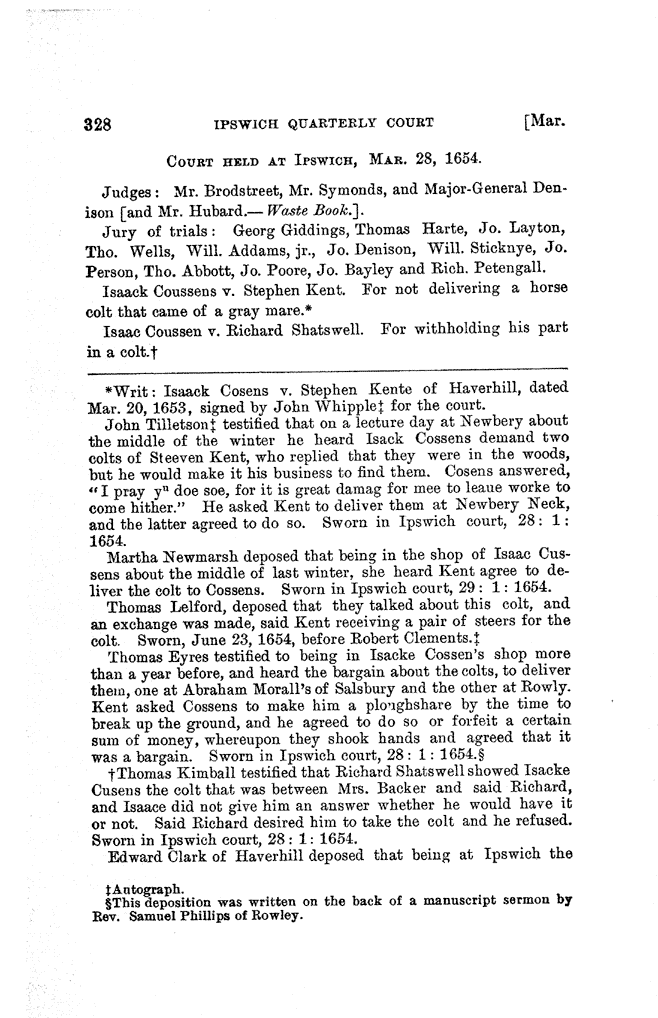 328 IPSWICH QUARTERLY COURT [Mar.
COURT HELD AT IPSWICH, MAR. 28, 1654.
Judges: Mr. Brodstreet, Mr. Symonds, and Major-General Den-
ison [and Mr. Hubard.—Waste Book.].
Jury of trials: Georg Giddings, Thomas Harte, Jo. Layton,
Tho. Wells, Will. Addams, jr., Jo. Denison, Will. Sticknye, Jo.
Person, Tho. Abbott, Jo. Poore, Jo. Bayley and Rich. Petengall.
Isaack Coussens v. Stephen Kent. For not delivering a horse
colt that came of a gray mare.*
Isaac Coussen v. Richard Shatswell. For withholding his part
in a colt.†
*Writ: Isaack Cosens v. Stephen Kente of Haverhill, dated
Mar. 20, 1653, signed by John Whipple‡ for the court.
John Tilletson‡ testified that on a lecture day at Newbery about
the middle of the winter he heard Isack Cossens demand two
colts of Steeven Kent, who replied that they were in the woods,
but he would make it his business to find them. Cosens answered,
"I pray yᵘ doe soe, for it is great damag for mee to leaue worke to
come hither." He asked Kent to deliver them at Newbery Neck,
and the latter agreed to do so. Sworn in Ipswich court, 28: 1:
1654.
Martha Newmarsh deposed that being in the shop of Isaac Cus-
sens about the middle of last winter, she heard Kent agree to de-
liver the colt to Cossens. Sworn in Ipswich court, 29: 1: 1654.
Thomas Lelford, deposed that they talked about this colt, and
an exchange was made, said Kent receiving a pair of steers for the
colt. Sworn, June 23, 1654, before Robert Clements.‡
Thomas Eyres testified to being in Isacke Cossen's shop more
than a year before, and heard the bargain about the colts, to deliver
them, one at Abraham Morall's of Salsbury and the other at Rowly.
Kent asked Cossens to make him a ploughshare by the time to
break up the ground, and he agreed to do so or forfeit a certain
sum of money, whereupon they shook hands and agreed that it
was a bargain. Sworn in Ipswich court, 28: 1: 1654.§
†Thomas Kimball testified that Richard Shatswell showed Isacke
Cusens the colt that was between Mrs. Backer and said Richard,
and Isaace did not give him an answer whether he would have it
or not. Said Richard desired him to take the colt and he refused.
Sworn in Ipswich court, 28: 1: 1654.
Edward Clark of Haverhill deposed that being at Ipswich the
‡Autograph.
§This deposition was written on the back of a manuscript sermon by
Rev. Samuel Phillips of Rowley.